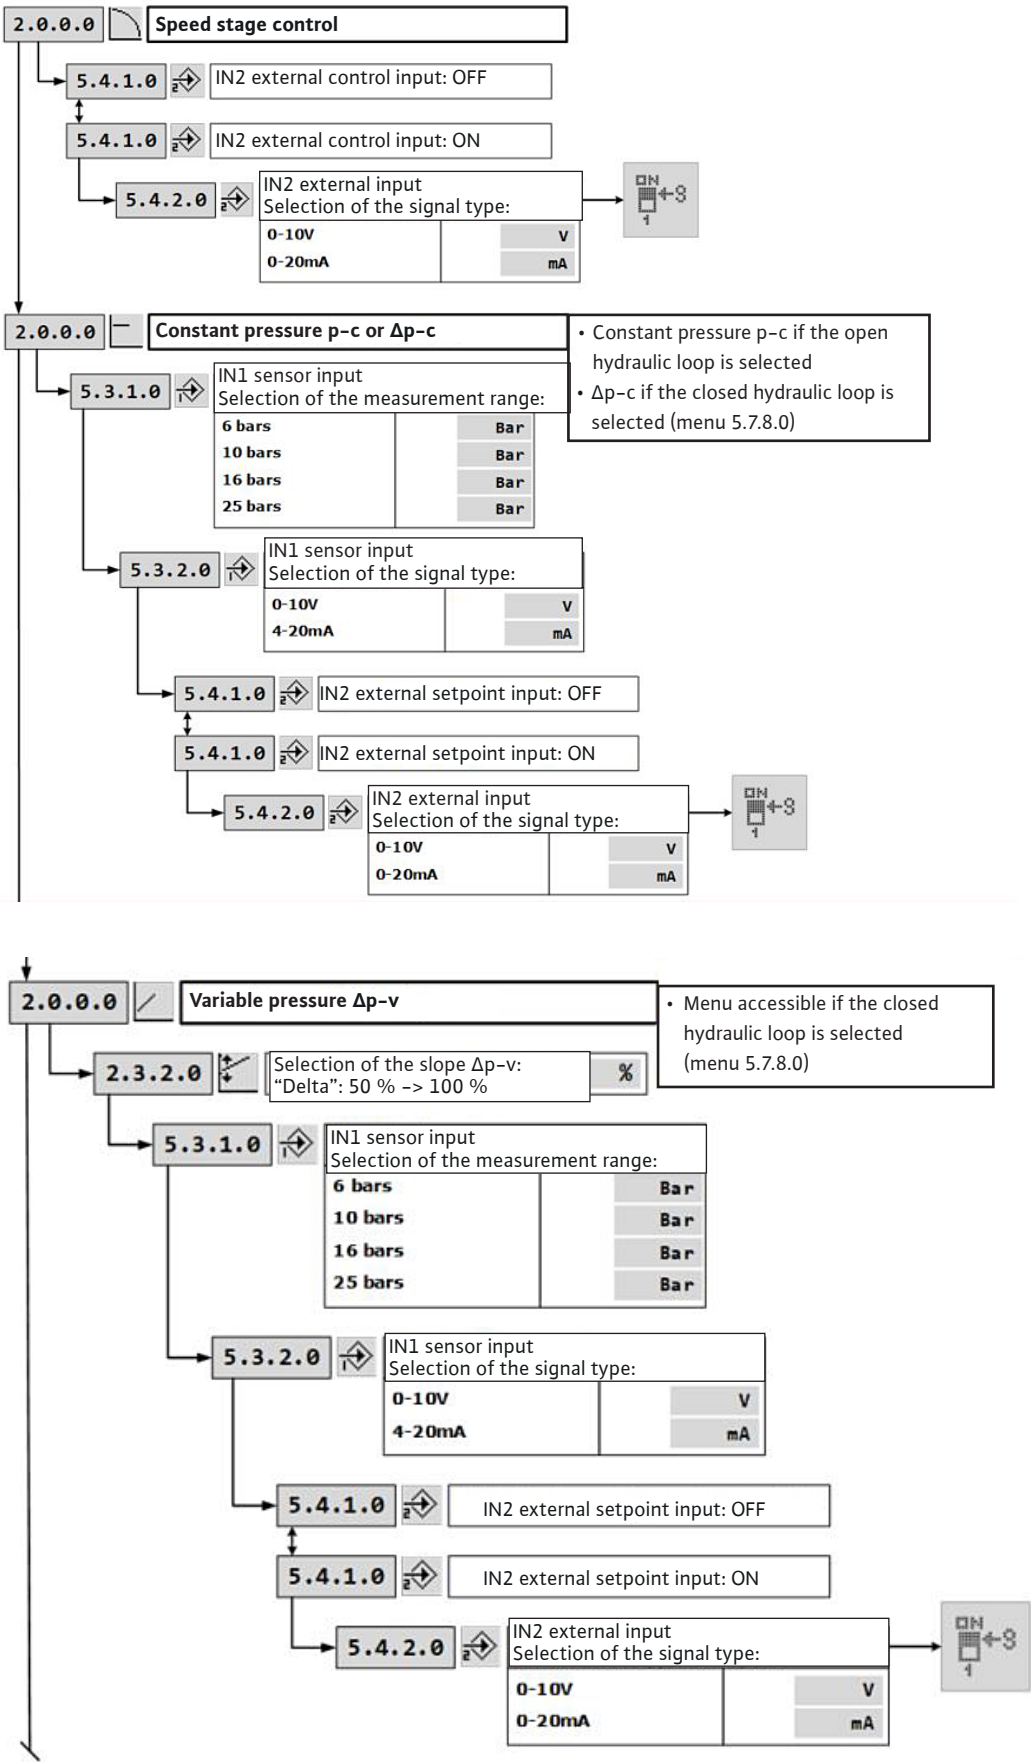 2.0.0.0 Speed stage control
5.4.1.0 2 IN2 external control input: OFF
5.4.1.0 2 IN2 external control input: ON
5.4.2.0 2 IN2 external input
Selection of the signal type:
0-10V V
0-20mA mA
ON
1
2.0.0.0 Constant pressure p-c or Δp-c
• Constant pressure p-c if the open
hydraulic loop is selected
• Δp-c if the closed hydraulic loop is
selected (menu 5.7.8.0)
5.3.1.0 1 IN1 sensor input
Selection of the measurement range:
6 bars Bar
10 bars Bar
16 bars Bar
25 bars Bar
5.3.2.0 1 IN1 sensor input
Selection of the signal type:
0-10V V
4-20mA mA
5.4.1.0 2 IN2 external setpoint input: OFF
5.4.1.0 2 IN2 external setpoint input: ON
5.4.2.0 2 IN2 external input
Selection of the signal type:
0-10V V
0-20mA mA
ON
1
2.0.0.0 Variable pressure Δp-v
• Menu accessible if the closed
hydraulic loop is selected
(menu 5.7.8.0)
2.3.2.0 Selection of the slope Δp-v:
“Delta”: 50 % -> 100 % %
5.3.1.0 1 IN1 sensor input
Selection of the measurement range:
6 bars Bar
10 bars Bar
16 bars Bar
25 bars Bar
5.3.2.0 1 IN1 sensor input
Selection of the signal type:
0-10V V
4-20mA mA
5.4.1.0 2 IN2 external setpoint input: OFF
5.4.1.0 2 IN2 external setpoint input: ON
5.4.2.0 2 IN2 external input
Selection of the signal type:
0-10V V
0-20mA mA
ON
1